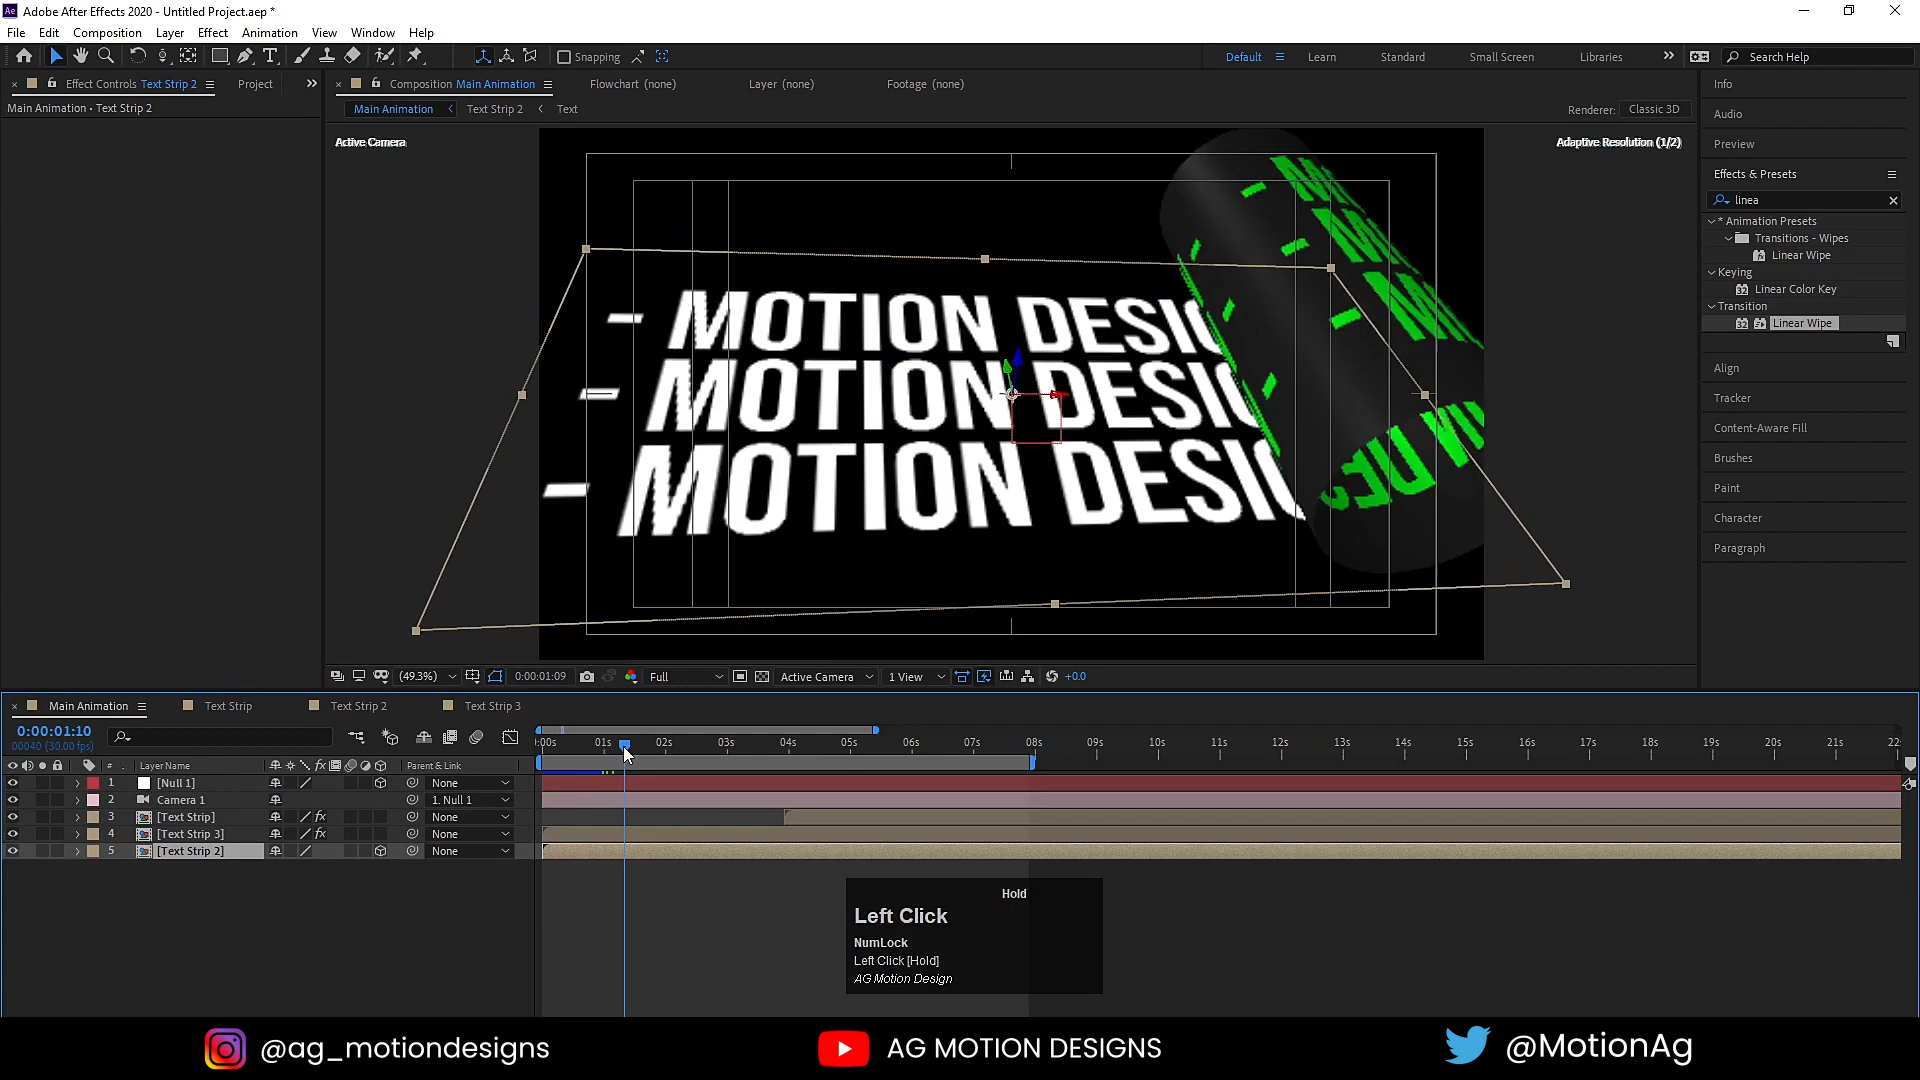 Adobe After Effects 2020 - Untitled Project.aep *
File Edit Composition Layer Effect Animation View Window Help
Snapping Default Learn Standard Small Screen Libraries Search Help
Effect Controls Text Strip 2 Project Composition Main Animation Flowchart (none) Layer (none) Footage (none) Info
Main Animation • Text Strip 2 Main Animation Text Strip 2 Text Renderer: Classic 3D
Active Camera Adaptive Resolution (1/2)
Audio
Preview
Effects & Presets
linea
* Animation Presets
Transitions - Wipes
Linear Wipe
Keying
Linear Color Key
Transition
Linear Wipe
Align
Tracker
Content-Aware Fill
Brushes
Paint
Character
Paragraph
MOTION DESIG
MOTION DESIG
MOTION DESIG
(49.3%) 0:00:01:09 Full Active Camera 1 View +0.0
Main Animation Text Strip Text Strip 2 Text Strip 3
0:00:01:10
00040 (30.00 fps)
:00s 01s 02s 03s 04s 05s 06s 07s 08s 09s 10s 11s 12s 13s 14s 15s 16s 17s 18s 19s 20s 21s 22
# Layer Name Parent & Link
1 [Null 1] None
2 Camera 1 1. Null 1
3 [Text Strip] None
4 [Text Strip 3] None
5 [Text Strip 2] None
Hold
Left Click
NumLock
Left Click [Hold]
AG Motion Design
@ag_motiondesigns AG MOTION DESIGNS @MotionAg